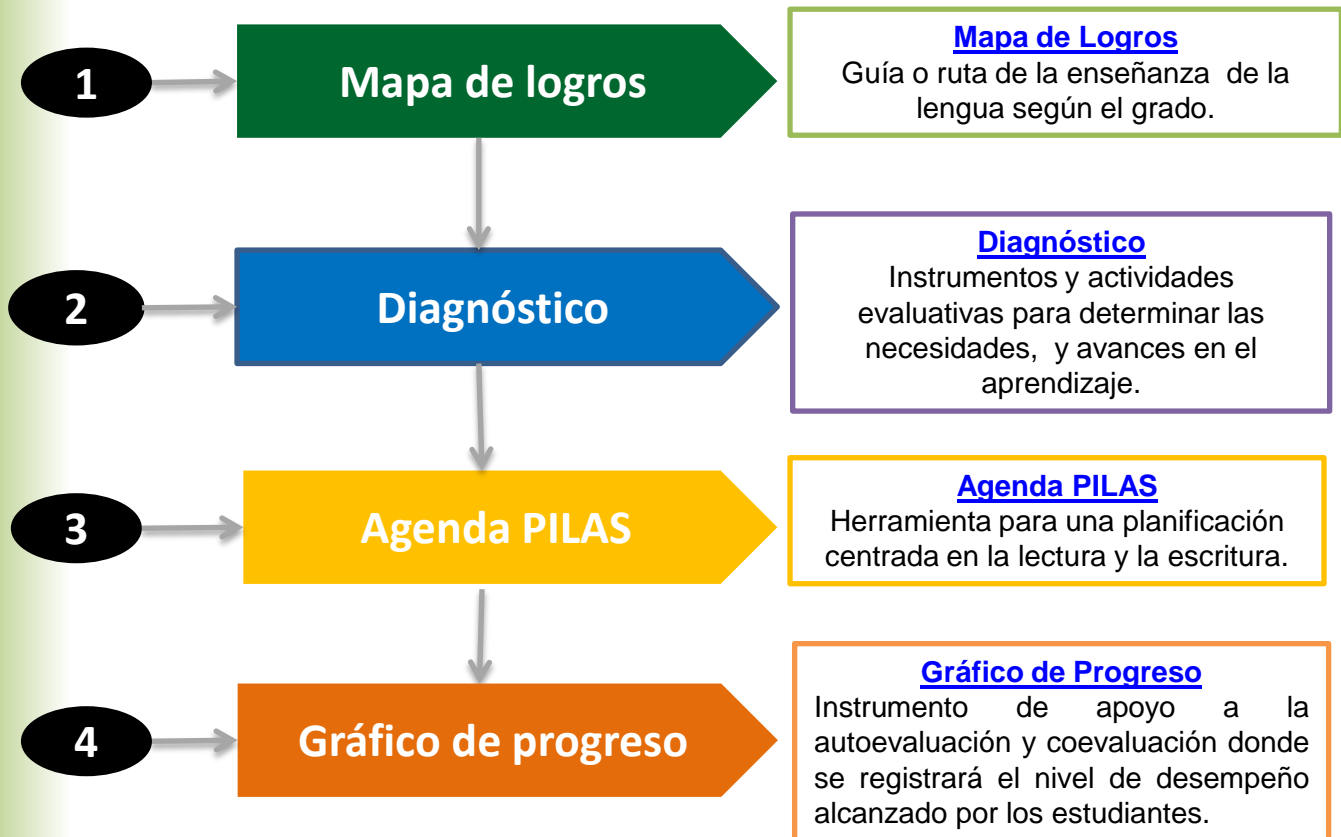 1
Mapa de logros
Mapa de Logros
Guía o ruta de la enseñanza de la
lengua según el grado.
2
Diagnóstico
Diagnóstico
Instrumentos y actividades
evaluativas para determinar las
necesidades, y avances en el
aprendizaje.
3
Agenda PILAS
Agenda PILAS
Herramienta para una planificación
centrada en la lectura y la escritura.
4
Gráfico de progreso
Gráfico de Progreso
Instrumento de apoyo a la
autoevaluación y coevaluación donde
se registrará el nivel de desempeño
alcanzado por los estudiantes.